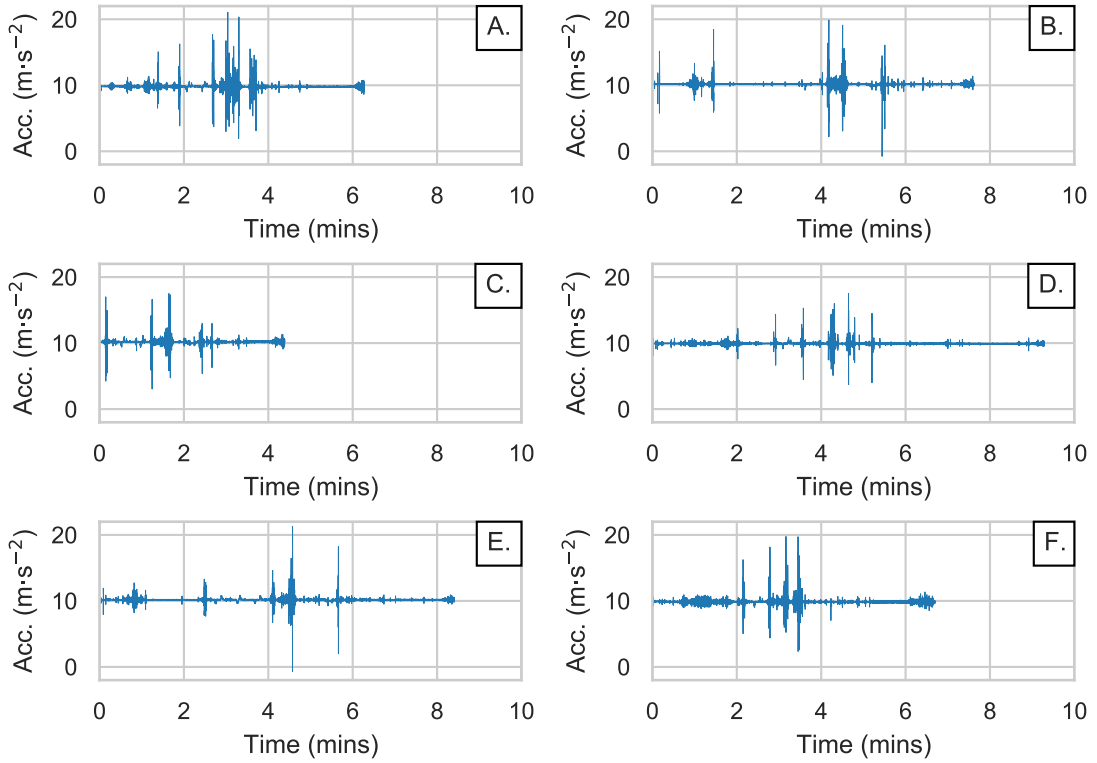 20 A. 20 B.
10 10
0 0
Acc. (m·s⁻²) Acc. (m·s⁻²)
0 2 4 6 8 10 0 2 4 6 8 10
Time (mins) Time (mins)
20 C. 20 D.
10 10
0 0
Acc. (m·s⁻²) Acc. (m·s⁻²)
0 2 4 6 8 10 0 2 4 6 8 10
Time (mins) Time (mins)
20 E. 20 F.
10 10
0 0
Acc. (m·s⁻²) Acc. (m·s⁻²)
0 2 4 6 8 10 0 2 4 6 8 10
Time (mins) Time (mins)